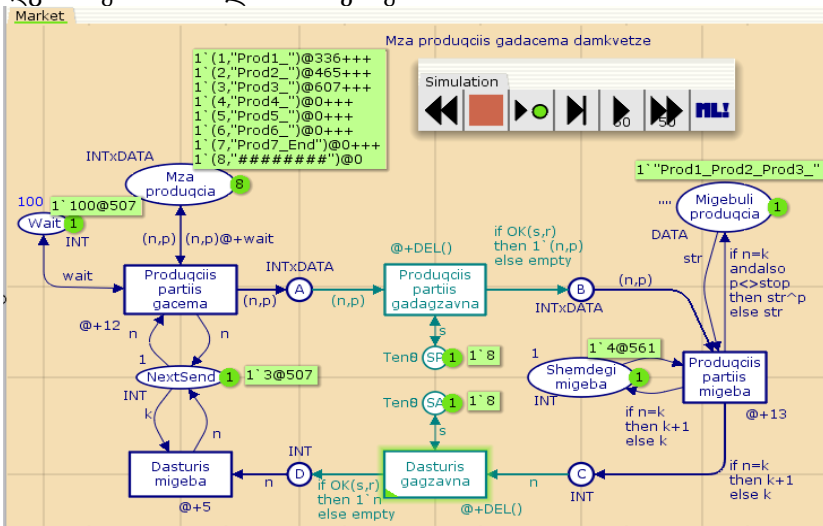 Market
Mza produqciis gadacema damkvetze
1`(1,"Prod1_")@336+++
1`(2,"Prod2_")@465+++
1`(3,"Prod3_")@607+++
1`(4,"Prod4_")@0+++
1`(5,"Prod5_")@0+++
1`(6,"Prod6_")@0+++
1`(7,"Prod7_End")@0+++
1`(8,"########")@0
Simulation
50
50
ML!
INTxDATA
Mza
produqcia
8
1`"Prod1_Prod2_Prod3_"
100
1`100@507
Wait
1
INT
""
Migebuli
produqcia
1
DATA
(n,p)
(n,p)@+wait
wait
@+DEL()
if OK(s,r)
then 1`(n,p)
else empty
str
if n=k
andalso
p<>stop
then str^p
else str
Produqciis
partiis
gacema
INTxDATA
A
(n,p)
(n,p)
Produqciis
partiis
gadagzavna
B
INTxDATA
(n,p)
@+12
n
n
s
Ten0
SP
1
1`8
1
NextSend
1
1`3@507
INT
1
1`4@561
Shemdegi
migeba
1
INT
Produqciis
partiis
migeba
@+13
k
n
Ten0
SA
1
1`8
s
if n=k
then k+1
else k
Dasturis
migeba
@+5
n
INT
D
if OK(s,r)
then 1`n
else empty
Dasturis
gagzavna
@+DEL()
n
C
INT
if n=k
then k+1
else k